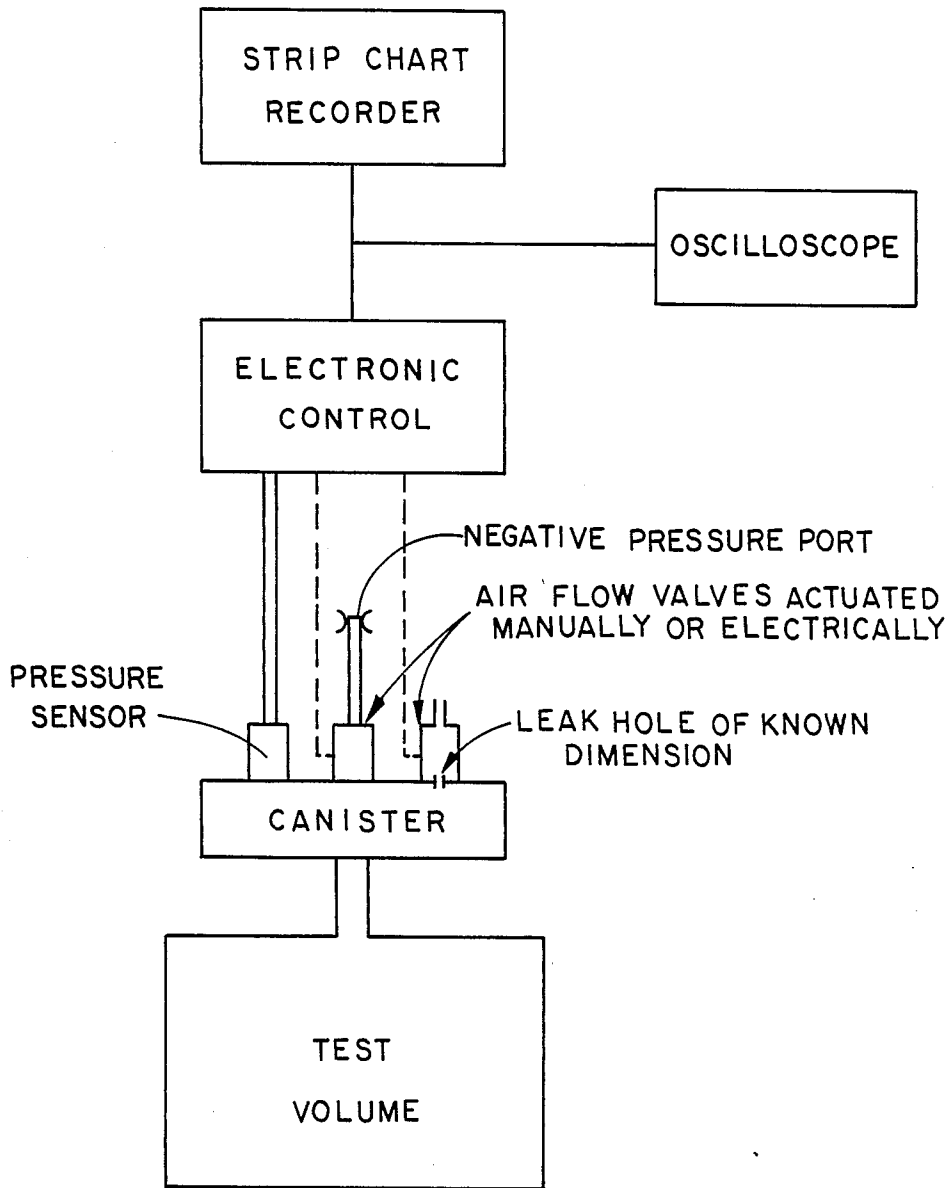 STRIP CHART
RECORDER
OSCILLOSCOPE
ELECTRONIC
CONTROL
NEGATIVE PRESSURE PORT
AIR FLOW VALVES ACTUATED
MANUALLY OR ELECTRICALLY
PRESSURE
SENSOR
LEAK HOLE OF KNOWN
DIMENSION
CANISTER
TEST
VOLUME